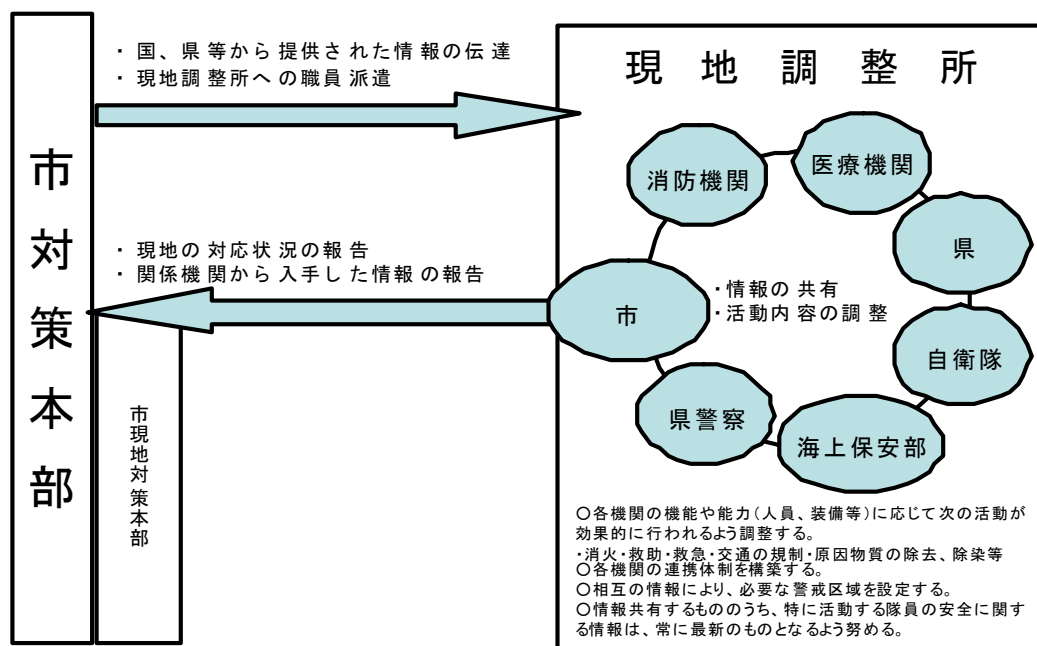 市対策本部
・国、県等から提供された情報の伝達
・現地調整所への職員派遣
・現地の対応状況の報告
・関係機関から入手した情報の報告
市現地対策本部
現地調整所
消防機関
医療機関
県
自衛隊
海上保安部
県警察
市
・情報の共有
・活動内容の調整
○各機関の機能や能力(人員、装備等)に応じて次の活動が
効果的に行われるよう調整する。
・消火・救助・救急・交通の規制・原因物質の除去、除染等
○各機関の連携体制を構築する。
○相互の情報により、必要な警戒区域を設定する。
○情報共有するもののうち、特に活動する隊員の安全に関す
る情報は、常に最新のものとなるよう努める。